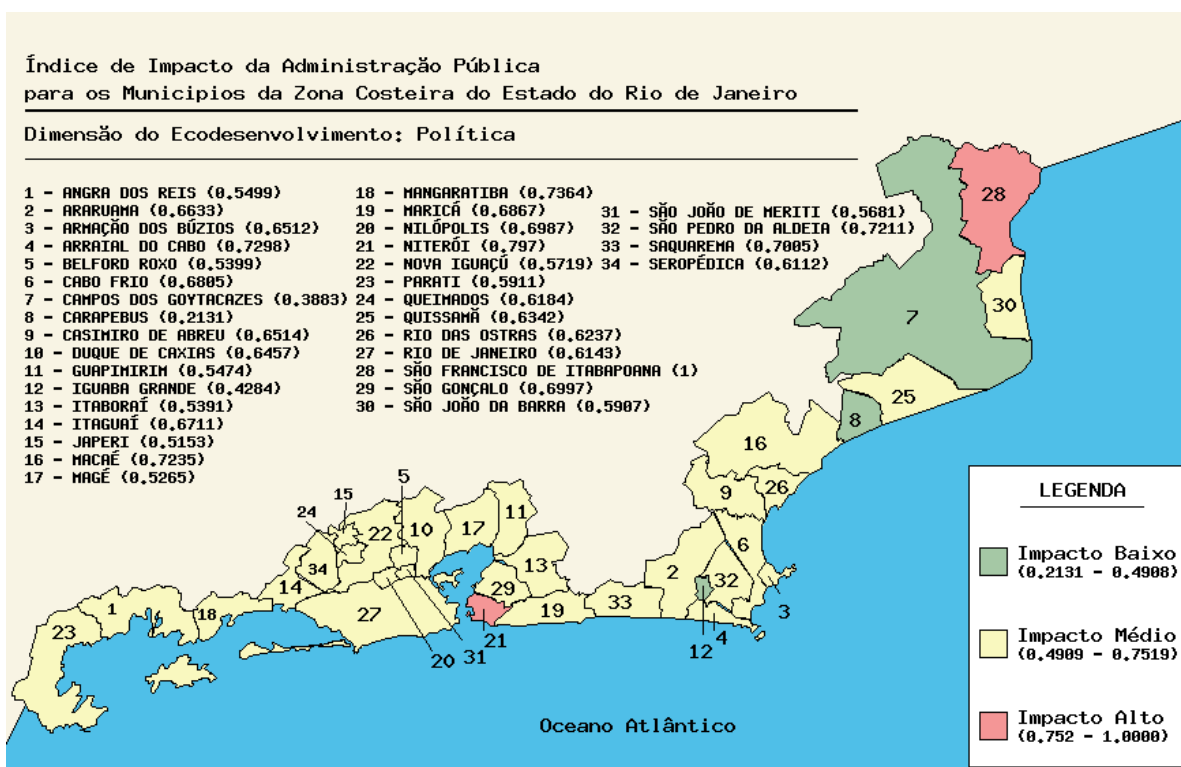 Índice de Impacto da Administração Pública
para os Municipios da Zona Costeira do Estado do Rio de Janeiro
Dimensão do Ecodesenvolvimento: Política
1 - ANGRA DOS REIS (0.5499)
2 - ARARUAMA (0.6633)
3 - ARMAÇÃO DOS BÚZIOS (0.6512)
4 - ARRAIAL DO CABO (0.7298)
5 - BELFORD ROXO (0.5399)
6 - CABO FRIO (0.6805)
7 - CAMPOS DOS GOYTACAZES (0.3883)
8 - CARAPEBUS (0.2131)
9 - CASIMIRO DE ABREU (0.6514)
10 - DUQUE DE CAXIAS (0.6457)
11 - GUAPIMIRIM (0.5474)
12 - IGUABA GRANDE (0.4284)
13 - ITABORAÍ (0.5391)
14 - ITAGUAÍ (0.6711)
15 - JAPERI (0.5153)
16 - MACAÉ (0.7235)
17 - MAGÉ (0.5265)
18 - MANGARATIBA (0.7364)
19 - MARICÁ (0.6867)
20 - NILÓPOLIS (0.6987)
21 - NITERÓI (0.797)
22 - NOVA IGUAÇÚ (0.5719)
23 - PARATI (0.5911)
24 - QUEIMADOS (0.6184)
25 - QUISSAMÃ (0.6342)
26 - RIO DAS OSTRAS (0.6237)
27 - RIO DE JANEIRO (0.6143)
28 - SÃO FRANCISCO DE ITABAPOANA (1)
29 - SÃO GONÇALO (0.6997)
30 - SÃO JOÃO DA BARRA (0.5907)
31 - SÃO JOÃO DE MERITI (0.5681)
32 - SÃO PEDRO DA ALDEIA (0.7211)
33 - SAQUAREMA (0.7005)
34 - SEROPÉDICA (0.6112)
28
30
7
25
8
16
26
9
6
5
15
24
22
10
17
11
34
14
13
29
2
32
3
1
18
27
19
33
23
21
4
12
20
31
Oceano Atlântico
LEGENDA
Impacto Baixo
(0.2131 - 0.4908)
Impacto Médio
(0.4909 - 0.7519)
Impacto Alto
(0.752 - 1.0000)